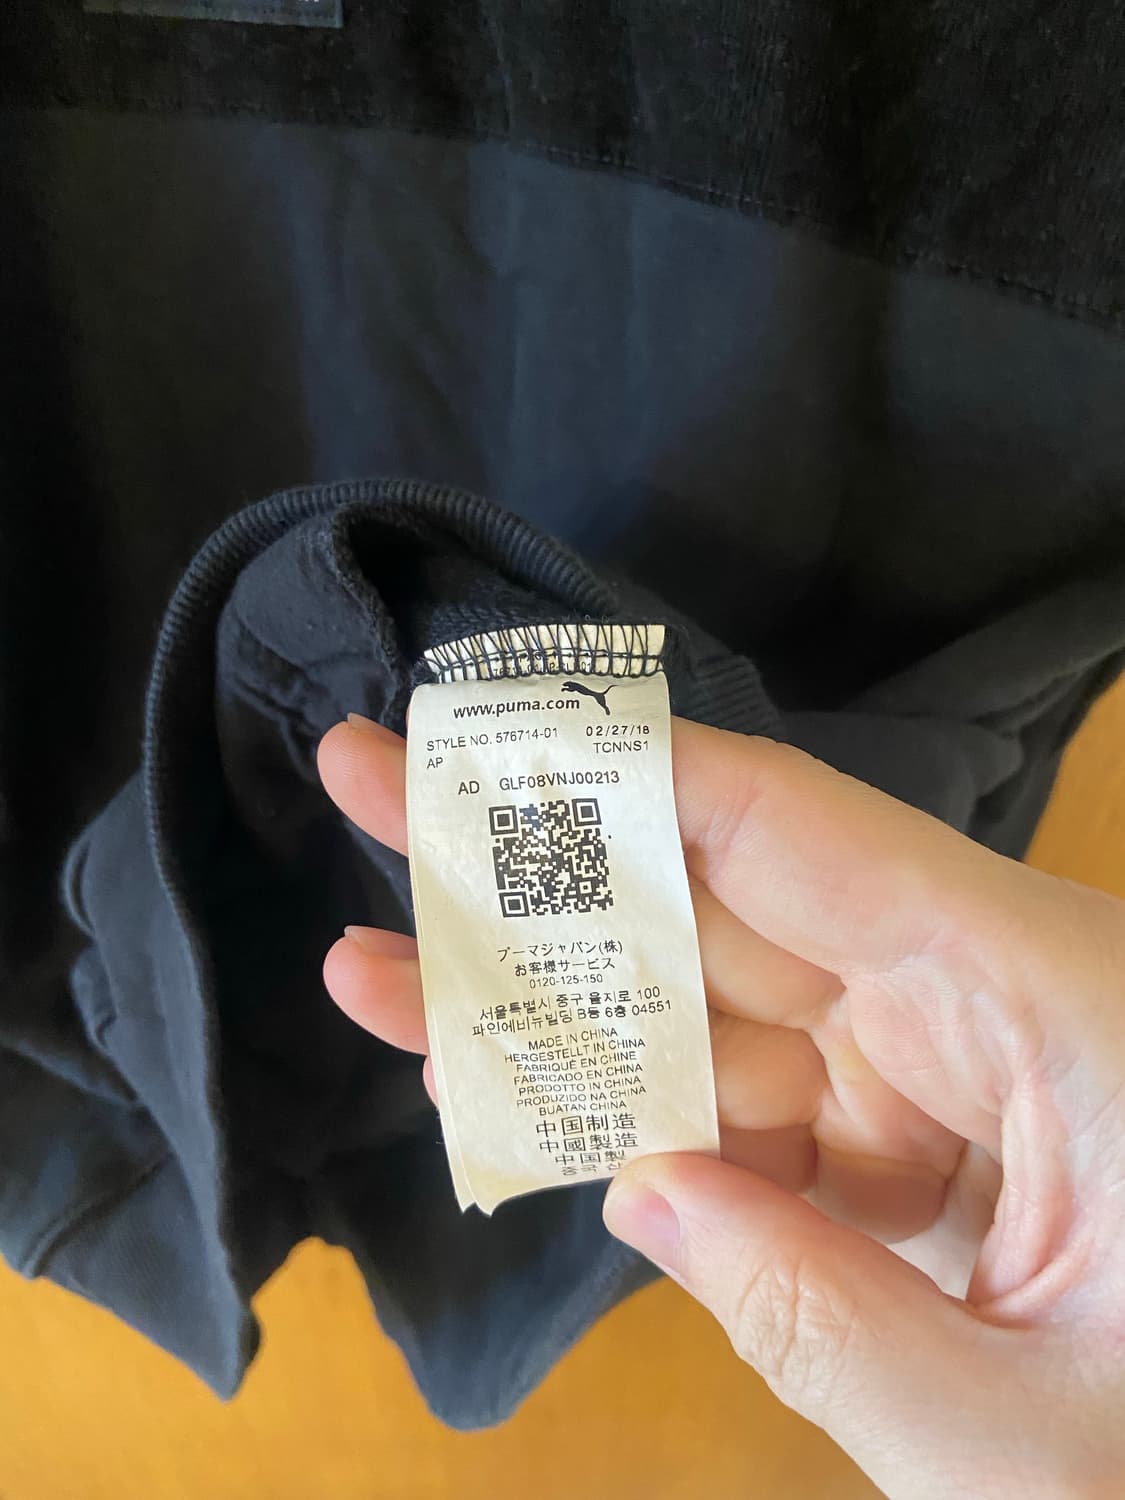 www.puma.com
STYLE NO. 576714-01 02/27/18
AP TCNNS1
AD GLF08VNJ00213
プーマジャパン(株)
お客様サービス
0120-125-150
서울특별시 중구 을지로 100
파인에비뉴빌딩 B동 6층 04551
MADE IN CHINA
HERGESTELLT IN CHINA
FABRIQUÉ EN CHINE
FABRICADO EN CHINA
PRODOTTO IN CHINA
PRODUZIDO NA CHINA
BUATAN CHINA
中国制造
中國製造
中国製
중국 산